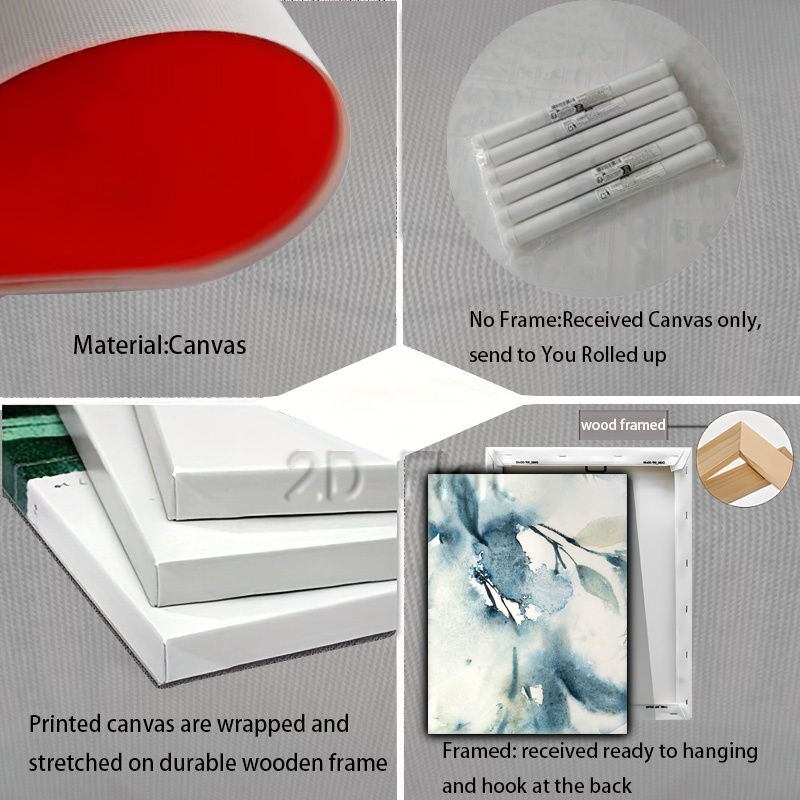 Material:Canvas
No Frame:Received Canvas only,
send to You Rolled up
2D
wood framed
Printed canvas are wrapped and
stretched on durable wooden frame
Framed: received ready to hanging
and hook at the back